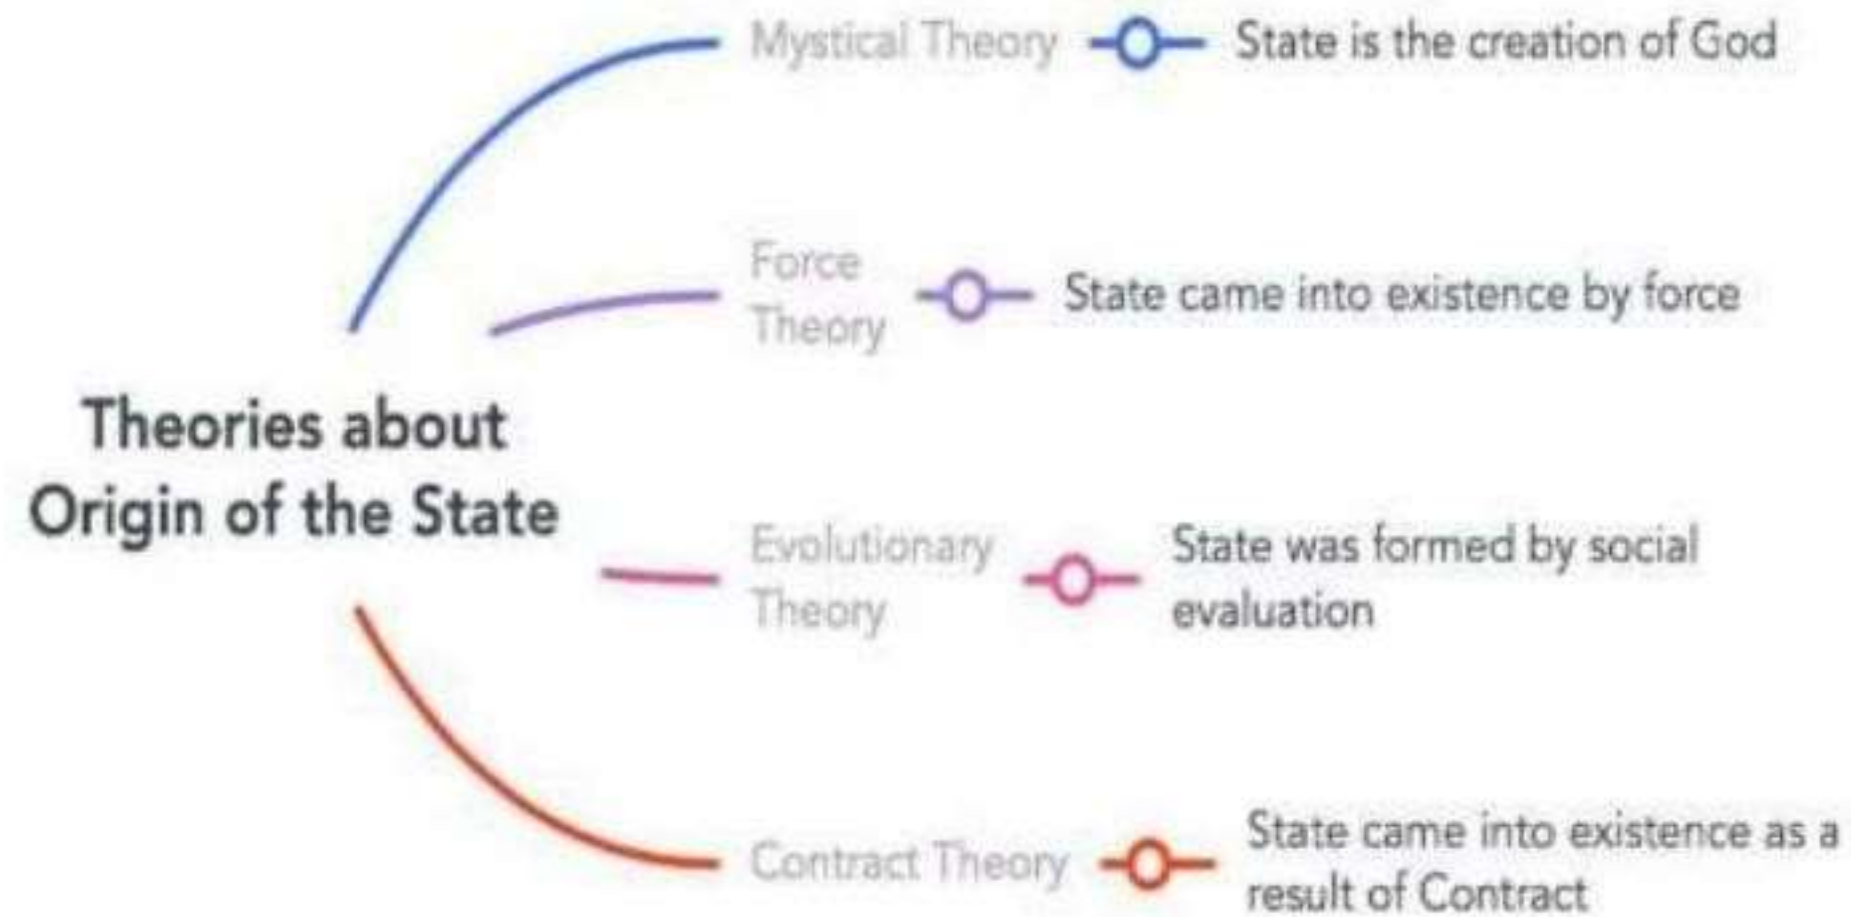 Mystical Theory
State is the creation of God
Force
Theory
State came into existence by force
Theories about
Origin of the State
Evolutionary
Theory
State was formed by social
evaluation
Contract Theory
State came into existence as a
result of Contract